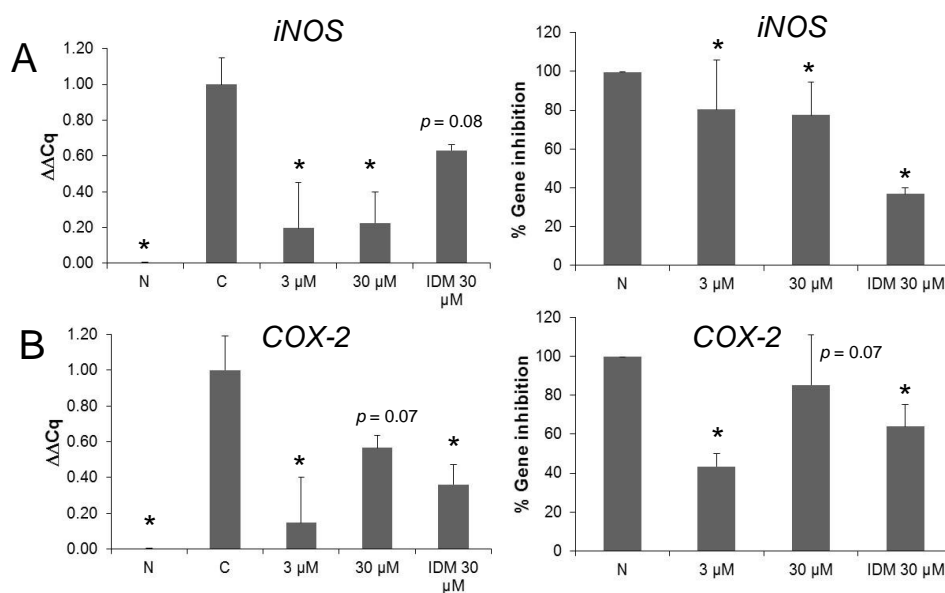 A
iNOS
ΔΔCq
1.20
1.00
0.80
0.60
0.40
0.20
0.00
*
*
*
p = 0.08
N
C
3 µM
30 µM
IDM 30
µM
iNOS
% Gene inhibition
120
100
80
60
40
20
0
*
*
*
N
3 µM
30 µM
IDM 30 µM
B
COX-2
ΔΔCq
1.20
1.00
0.80
0.60
0.40
0.20
0.00
*
*
p = 0.07
*
N
C
3 µM
30 µM
IDM 30
µM
COX-2
% Gene inhibition
120
100
80
60
40
20
0
*
p = 0.07
*
N
3 µM
30 µM
IDM 30 µM